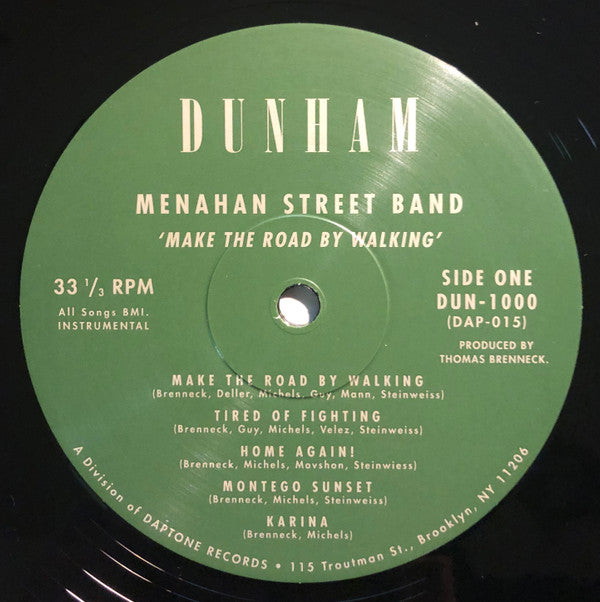 DUNHAM
MENAHAN STREET BAND
'MAKE THE ROAD BY WALKING'
33 1/3 RPM
All Songs BMI.
INSTRUMENTAL
SIDE ONE
DUN-1000
(DAP-015)
PRODUCED BY
THOMAS BRENNECK.
MAKE THE ROAD BY WALKING
(Brenneck, Deller, Michels, Guy, Mann, Steinweiss)
TIRED OF FIGHTING
(Brenneck, Guy, Michels, Velez, Steinweiss)
HOME AGAIN!
(Brenneck, Michels, Movshon, Steinwiess)
MONTEGO SUNSET
(Brenneck, Michels, Steinweiss)
KARINA
(Brenneck, Michels)
A Division of DAPTONE RECORDS • 115 Troutman St., Brooklyn, NY 11206